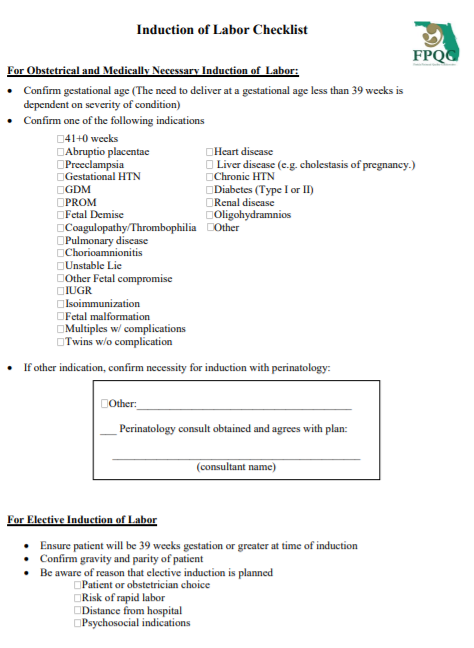 Induction of Labor Checklist
FPQC
For Obstetrical and Medically Necessary Induction of Labor:
• Confirm gestational age (The need to deliver at a gestational age less than 39 weeks is
dependent on severity of condition)
• Confirm one of the following indications
☐41+0 weeks
☐Abruptio placentae ☐Heart disease
☐Preeclampsia ☐ Liver disease (e.g. cholestasis of pregnancy.)
☐Gestational HTN ☐Chronic HTN
☐GDM ☐Diabetes (Type I or II)
☐PROM ☐Renal disease
☐Fetal Demise ☐Oligohydramnios
☐Coagulopathy/Thrombophilia ☐Other
☐Pulmonary disease
☐Chorioamnionitis
☐Unstable Lie
☐Other Fetal compromise
☐IUGR
☐Isoimmunization
☐Fetal malformation
☐Multiples w/ complications
☐Twins w/o complication
• If other indication, confirm necessity for induction with perinatology:
☐Other:
___ Perinatology consult obtained and agrees with plan:
(consultant name)
For Elective Induction of Labor
• Ensure patient will be 39 weeks gestation or greater at time of induction
• Confirm gravity and parity of patient
• Be aware of reason that elective induction is planned
☐Patient or obstetrician choice
☐Risk of rapid labor
☐Distance from hospital
☐Psychosocial indications